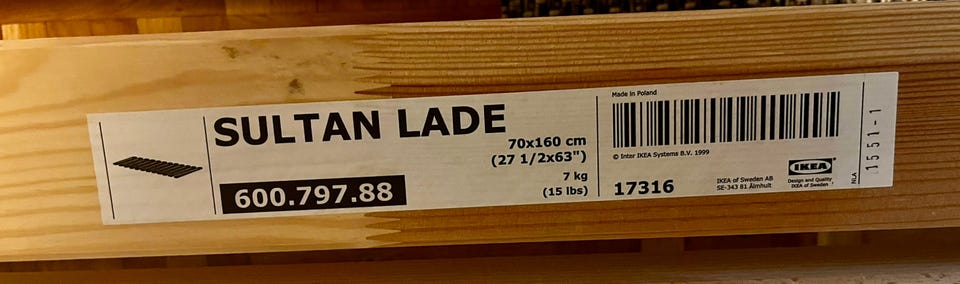 SULTAN LADE
70x160 cm
(27 1/2x63")
7 kg
(15 lbs)
600.797.88
Made in Poland
© Inter IKEA Systems B.V. 1999
17316
IKEA of Sweden AB
SE-343 81 Älmhult
IKEA
Design and Quality
IKEA of Sweden
NLA
1551-1